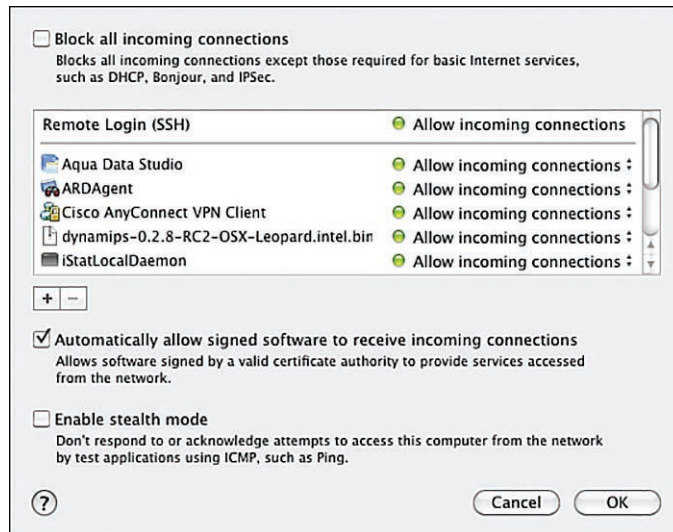 Block all incoming connections
Blocks all incoming connections except those required for basic Internet services,
such as DHCP, Bonjour, and IPSec.
Remote Login (SSH) Allow incoming connections
Aqua Data Studio Allow incoming connections
ARDAgent Allow incoming connections
Cisco AnyConnect VPN Client Allow incoming connections
dynamips-0.2.8-RC2-OSX-Leopard.intel.bin Allow incoming connections
iStatLocalDaemon Allow incoming connections
+ −
Automatically allow signed software to receive incoming connections
Allows software signed by a valid certificate authority to provide services accessed
from the network.
Enable stealth mode
Don't respond to or acknowledge attempts to access this computer from the network
by test applications using ICMP, such as Ping.
? Cancel OK